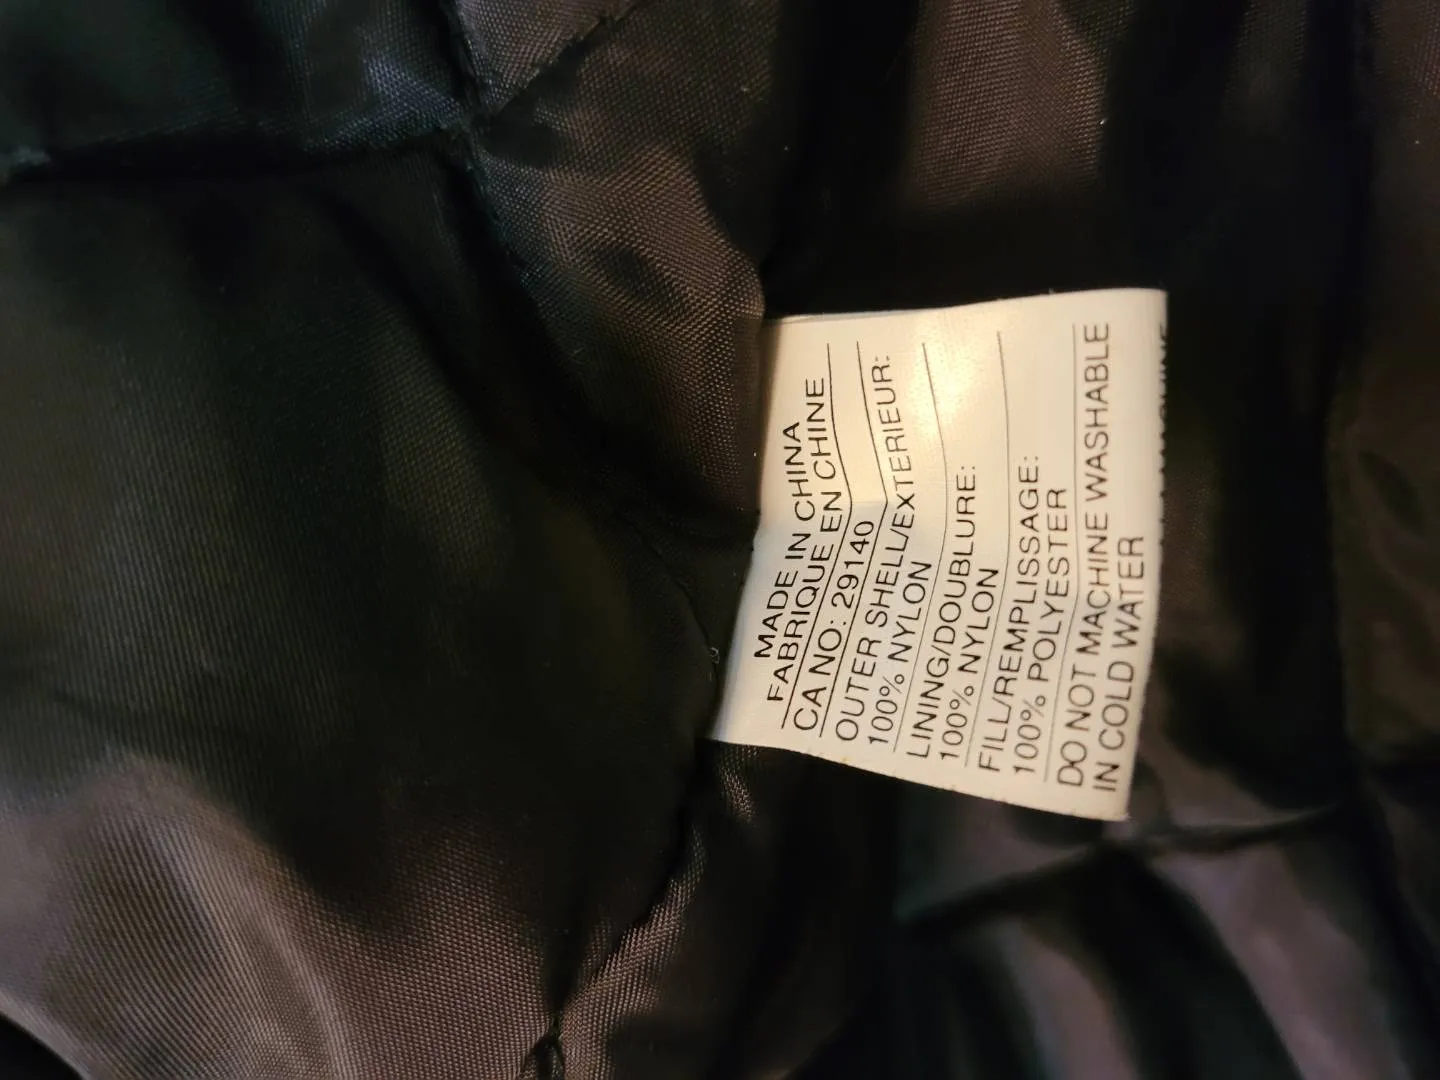 MADE IN CHINA
FABRIQUE EN CHINE
CA NO: 29140
OUTER SHELL/EXTERIEUR:
100% NYLON
LINING/DOUBLURE:
100% NYLON
FILL/REMPLISSAGE:
100% POLYESTER
DO NOT MACHINE WASHABLE
IN COLD WATER